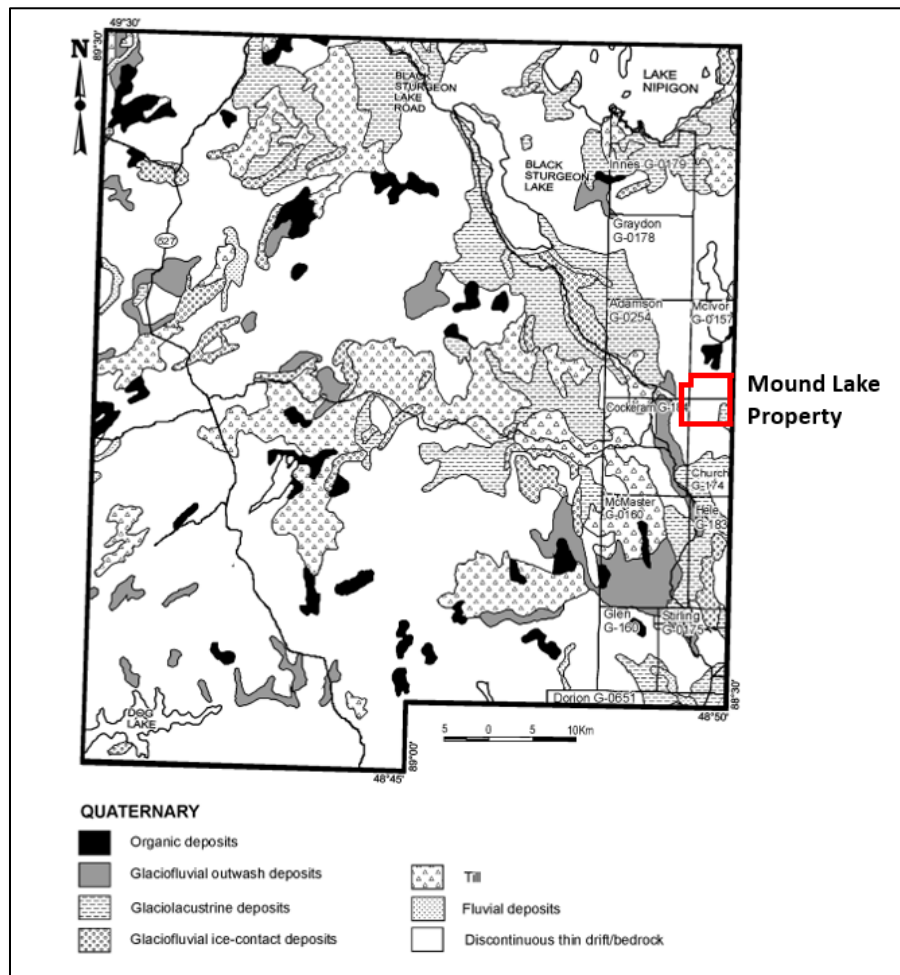 49°30'
89°30'
N
BLACK
STURGEON
LAKE
ROAD
LAKE
NIPIGON
BLACK
STURGEON
LAKE
Innes G-0179
527
Graydon
G-0178
Adamson
G-0254
McIvor
G-0157
Mound Lake
Property
Cockeram G-184
Church
G-174
McMaster
G-0160
Hele
G-183
Glen
G-160
Stirling
G-0175
Dorion G-0651
DOG
LAKE
88°30'
48°50'
5 0 5 10Km
48°45'
89°00'
QUATERNARY
Organic deposits
Glaciofluvial outwash deposits
Till
Glaciolacustrine deposits
Fluvial deposits
Glaciofluvial ice-contact deposits
Discontinuous thin drift/bedrock